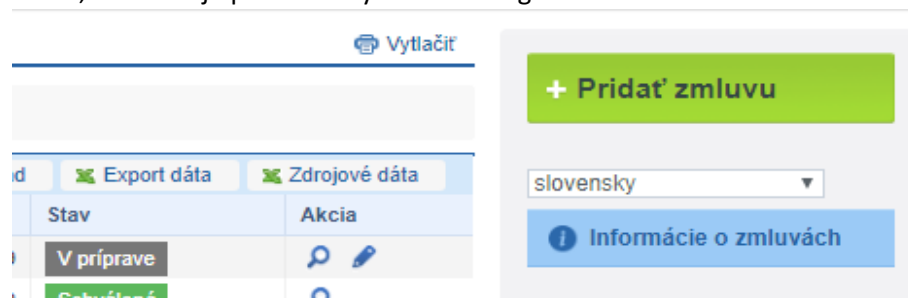 Vytlačiť
+ Pridať zmluvu
Export dáta
Zdrojové dáta
slovensky
Stav
Akcia
Informácie o zmluvách
V príprave